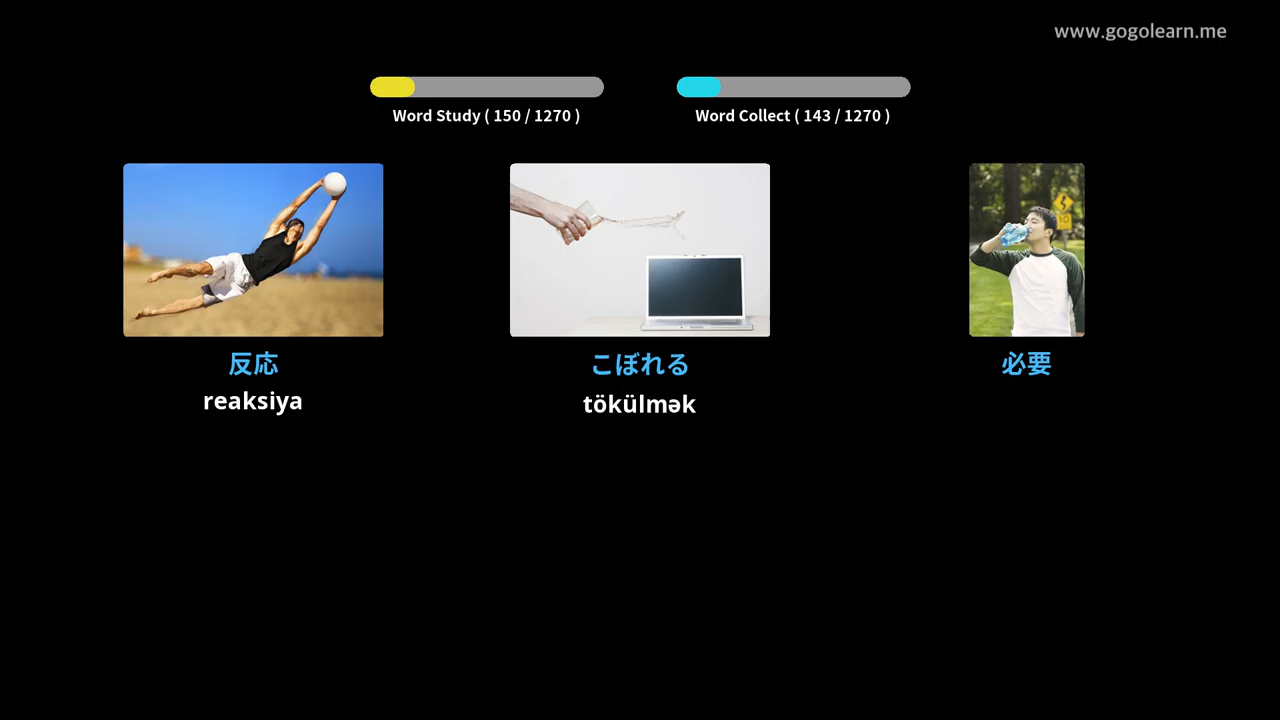 www.gogolearn.me
Word Study ( 150 / 1270 )
Word Collect ( 143 / 1270 )
反応
こぼれる
必要
reaksiya
tökülmək